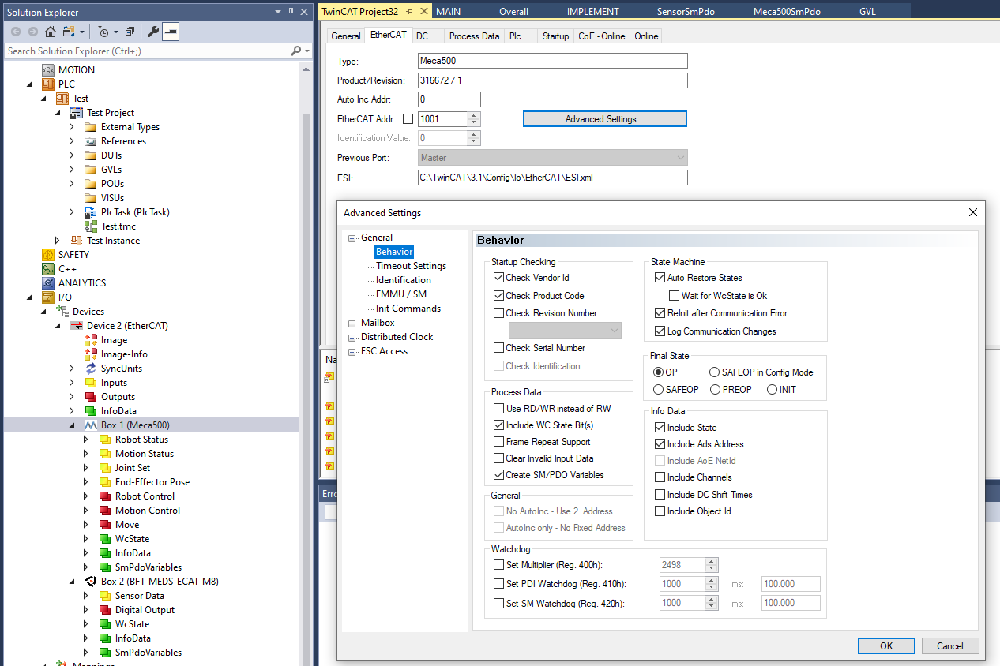 Solution Explorer
Search Solution Explorer (Ctrl+;)
MOTION
PLC
Test
Test Project
External Types
References
DUTs
GVLs
POUs
VISUs
PlcTask (PlcTask)
Test.tmc
Test Instance
SAFETY
C++
ANALYTICS
I/O
Devices
Device 2 (EtherCAT)
Image
Image-Info
SyncUnits
Inputs
Outputs
InfoData
Box 1 (Meca500)
Robot Status
Motion Status
Joint Set
End-Effector Pose
Robot Control
Motion Control
Move
WcState
InfoData
SmPdoVariables
Box 2 (BFT-MEDS-ECAT-M8)
Sensor Data
Digital Output
WcState
InfoData
SmPdoVariables
Mappings
TwinCAT Project32 MAIN Overall IMPLEMENT SensorSmPdo Meca500SmPdo GVL
General EtherCAT DC Process Data Plc Startup CoE - Online Online
Type: Meca500
Product/Revision: 316672 / 1
Auto Inc Addr: 0
EtherCAT Addr: 1001 Advanced Settings...
Identification Value: 0
Previous Port: Master
ESI: C:\TwinCAT\3.1\Config\Io\EtherCAT\ESI.xml
Advanced Settings
General
Behavior
Timeout Settings
Identification
FMMU / SM
Init Commands
Mailbox
Distributed Clock
ESC Access
Behavior
Startup Checking
Check Vendor Id
Check Product Code
Check Revision Number
Check Serial Number
Check Identification
Process Data
Use RD/WR instead of RW
Include WC State Bit(s)
Frame Repeat Support
Clear Invalid Input Data
Create SM/PDO Variables
General
No AutoInc - Use 2. Address
AutoInc only - No Fixed Address
State Machine
Auto Restore States
Wait for WcState is Ok
ReInit after Communication Error
Log Communication Changes
Final State
OP SAFEOP in Config Mode
SAFEOP PREOP INIT
Info Data
Include State
Include Ads Address
Include AoE NetId
Include Channels
Include DC Shift Times
Include Object Id
Watchdog
Set Multiplier (Reg. 400h): 2498
Set PDI Watchdog (Reg. 410h): 1000 ms: 100.000
Set SM Watchdog (Reg. 420h): 1000 ms: 100.000
OK Cancel